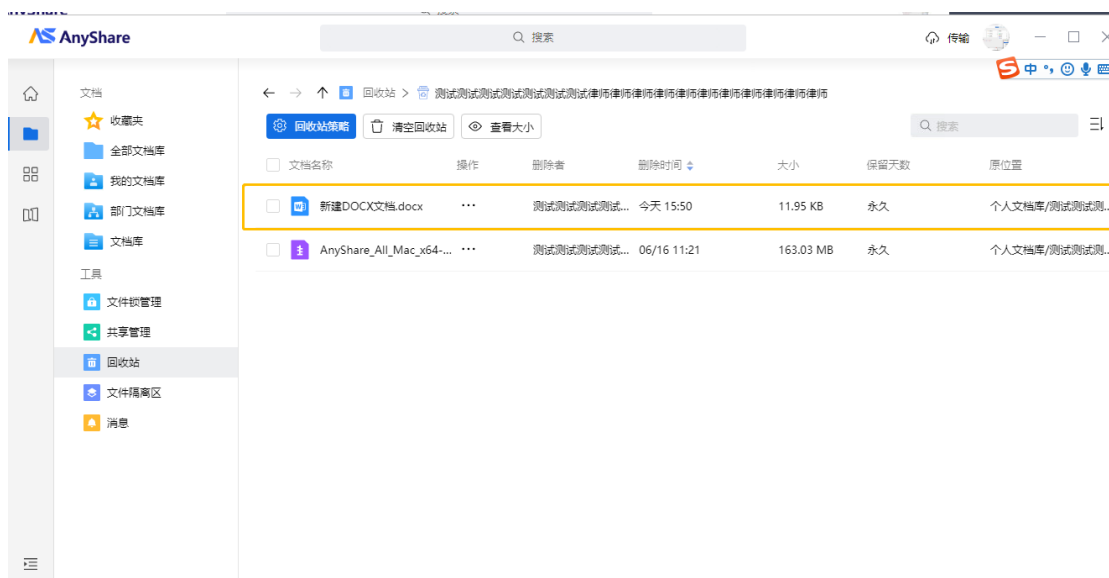 AnyShare
搜索
传输
中
文档
收藏夹
全部文档库
我的文档库
部门文档库
文档库
工具
文件锁管理
共享管理
回收站
文件隔离区
消息
回收站 > 测试测试测试测试测试测试测试律师律师律师律师律师律师律师律师律师律师律师
回收站策略 清空回收站 查看大小 搜索
文档名称 操作 删除者 删除时间 大小 保留天数 原位置
新建DOCX文档.docx ··· 测试测试测试测试... 今天 15:50 11.95 KB 永久 个人文档库/测试测试测...
AnyShare_All_Mac_x64-... ··· 测试测试测试测试... 06/16 11:21 163.03 MB 永久 个人文档库/测试测试测...